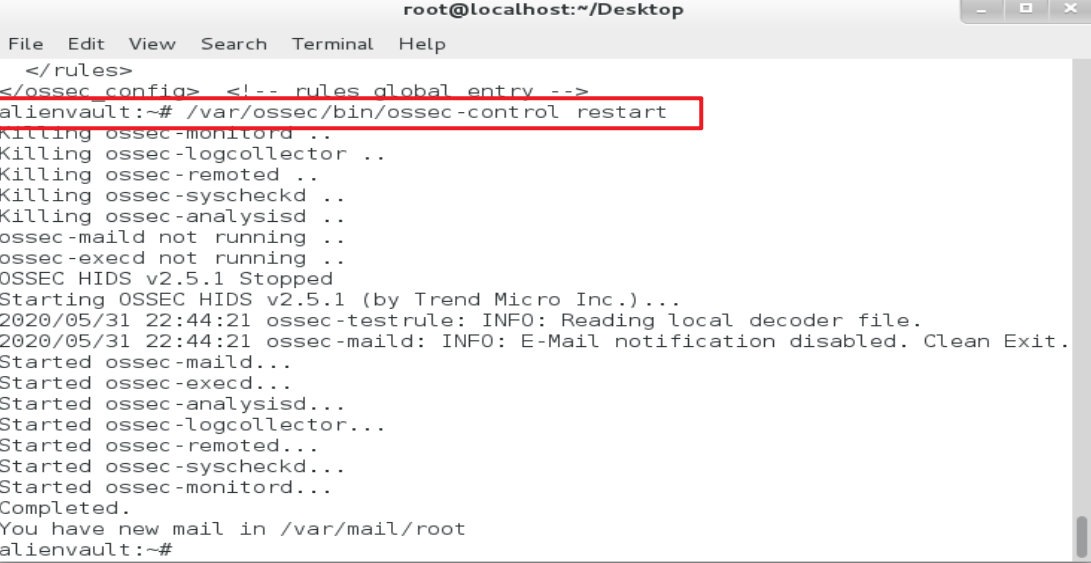 root@localhost:~/Desktop
File Edit View Search Terminal Help
</rules>
</ossec_config> <!-- rules global entry -->
alienvault:~# /var/ossec/bin/ossec-control restart
Killing ossec-monitord ..
Killing ossec-logcollector ..
Killing ossec-remoted ..
Killing ossec-syscheckd ..
Killing ossec-analysisd ..
ossec-maild not running ..
ossec-execd not running ..
OSSEC HIDS v2.5.1 Stopped
Starting OSSEC HIDS v2.5.1 (by Trend Micro Inc.)...
2020/05/31 22:44:21 ossec-testrule: INFO: Reading local decoder file.
2020/05/31 22:44:21 ossec-maild: INFO: E-Mail notification disabled. Clean Exit.
Started ossec-maild...
Started ossec-execd...
Started ossec-analysisd...
Started ossec-logcollector...
Started ossec-remoted...
Started ossec-syscheckd...
Started ossec-monitord...
Completed.
You have new mail in /var/mail/root
alienvault:~#